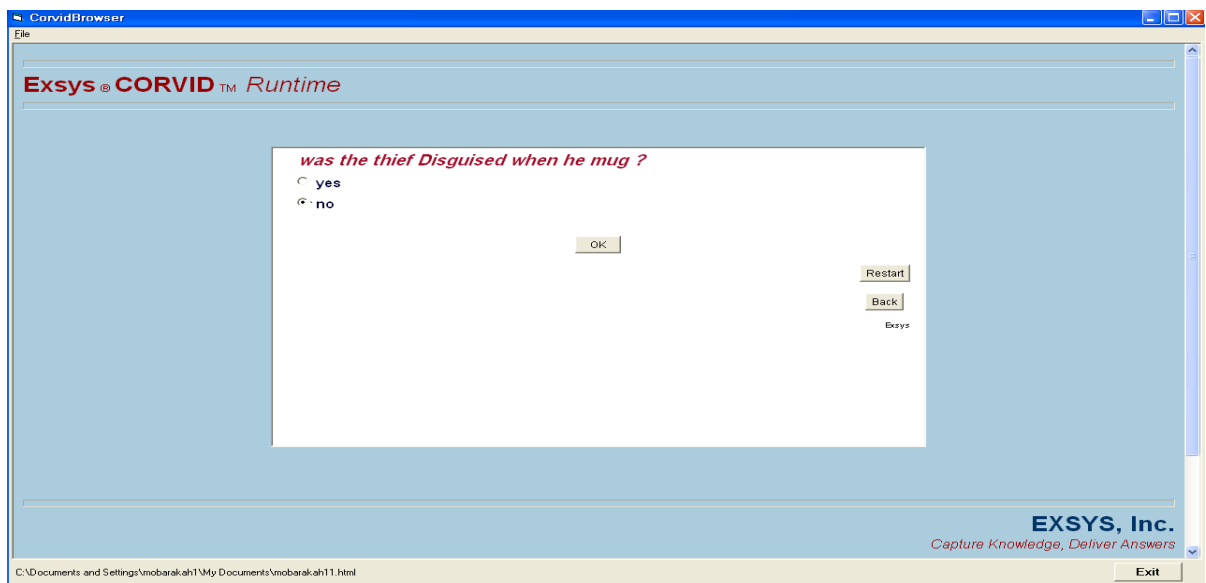 CorvidBrowser
File
Exsys ® CORVID TM Runtime
was the thief Disguised when he mug ?
yes
no
OK
Restart
Back
Exsys
EXSYS, Inc.
Capture Knowledge, Deliver Answers
C:\Documents and Settings\mobarakah1\My Documents\mobarakah11.html
Exit